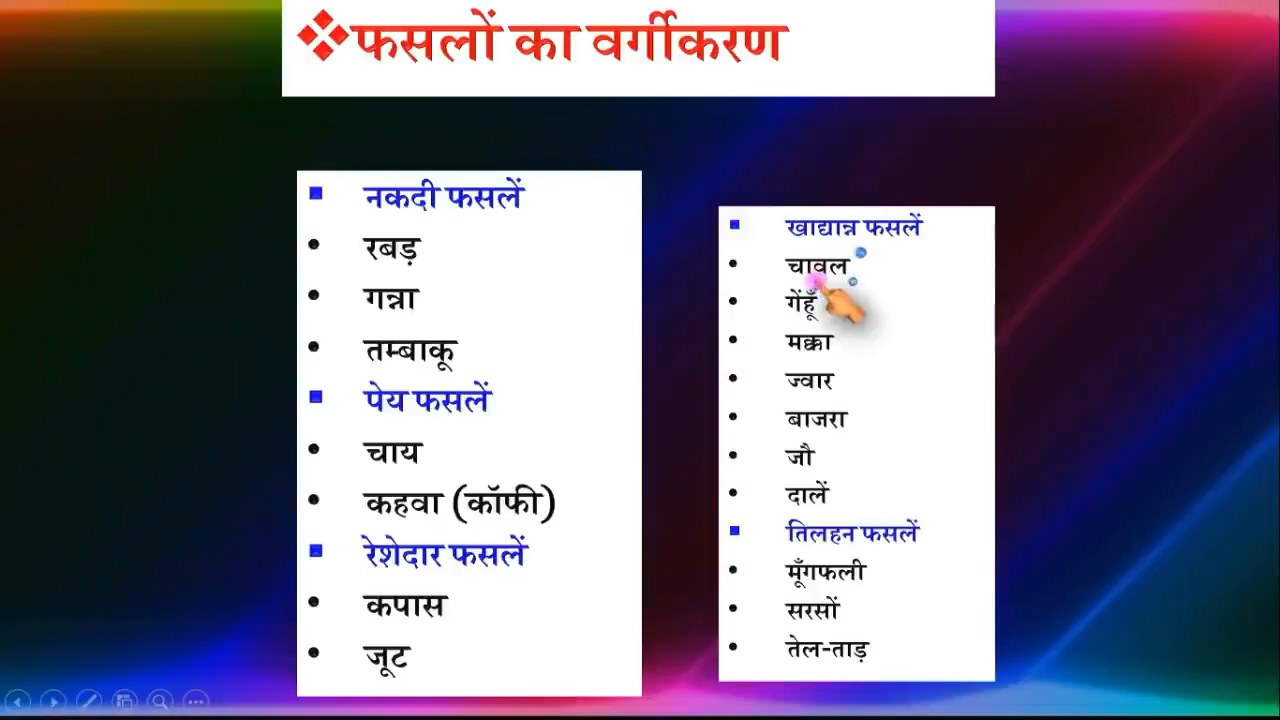 फसलों का वर्गीकरण
नकदी फसलें
रबड़
गन्ना
तम्बाकू
पेय फसलें
चाय
कहवा (कॉफी)
रेशेदार फसलें
कपास
जूट
खाद्यान्न फसलें
चावल
गेंहूँ
मक्का
ज्वार
बाजरा
जौ
दालें
तिलहन फसलें
मूँगफली
सरसों
तेल-ताड़